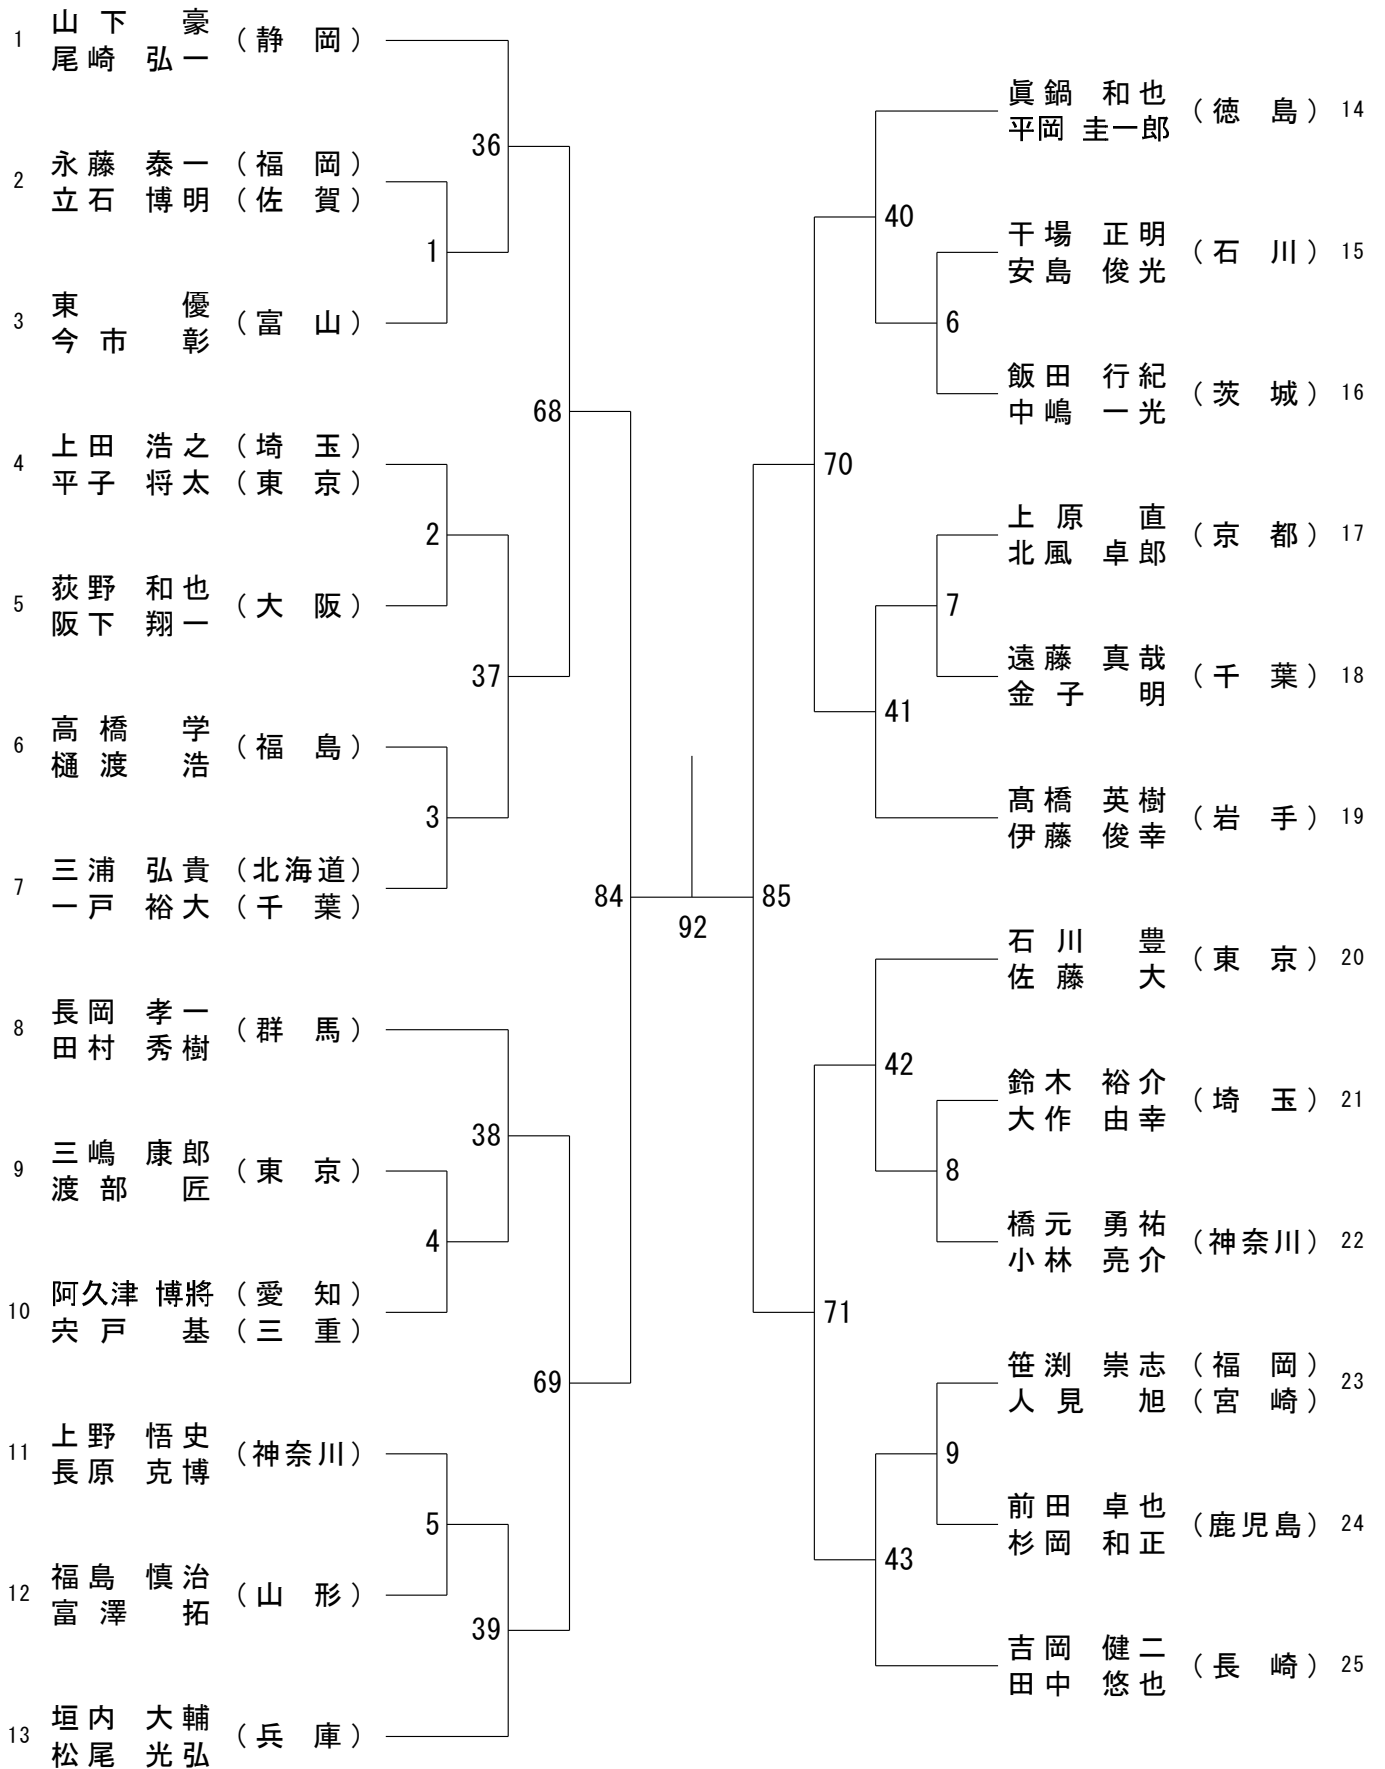 1 山下 豪 (静岡)
尾崎 弘一
2 永藤 泰一 (福岡)
立石 博明 (佐賀)
3 東 優 (富山)
今市 彰
4 上田 浩之 (埼玉)
平子 将太 (東京)
5 荻野 和也 (大阪)
阪下 翔一
6 高橋 学 (福島)
樋渡 浩
7 三浦 弘貴 (北海道)
一戸 裕大 (千葉)
8 長岡 孝一 (群馬)
田村 秀樹
9 三嶋 康郎 (東京)
渡部 匠
10 阿久津 博將 (愛知)
宍戸 基 (三重)
11 上野 悟史 (神奈川)
長原 克博
12 福島 慎治 (山形)
富澤 拓
13 垣内 大輔 (兵庫)
松尾 光弘
1
2
3
4
5
36
37
38
39
68
69
84
92
85
70
71
40
41
42
43
6
7
8
9
眞鍋 和也 (徳島) 14
平岡 圭一郎
干場 正明 (石川) 15
安島 俊光
飯田 行紀 (茨城) 16
中嶋 一光
上原 直 (京都) 17
北風 卓郎
遠藤 真哉 (千葉) 18
金子 明
髙橋 英樹 (岩手) 19
伊藤 俊幸
石川 豊 (東京) 20
佐藤 大
鈴木 裕介 (埼玉) 21
大作 由幸
橋元 勇祐 (神奈川) 22
小林 亮介
笹渕 崇志 (福岡) 23
人見 旭 (宮崎)
前田 卓也 (鹿児島) 24
杉岡 和正
吉岡 健二 (長崎) 25
田中 悠也